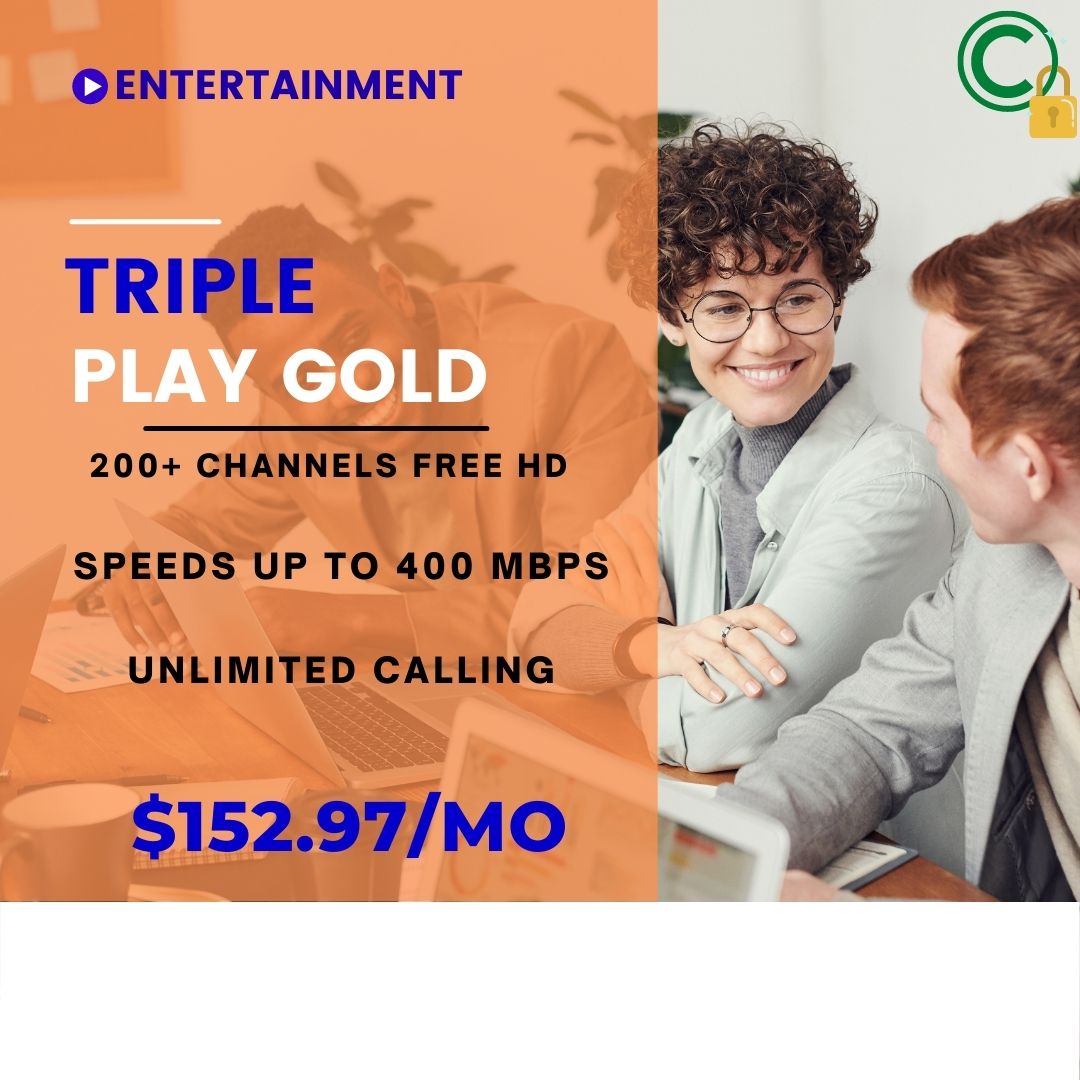 ENTERTAINMENT
TRIPLE
PLAY GOLD
200+ CHANNELS FREE HD
SPEEDS UP TO 400 MBPS
UNLIMITED CALLING
$152.97/MO
C